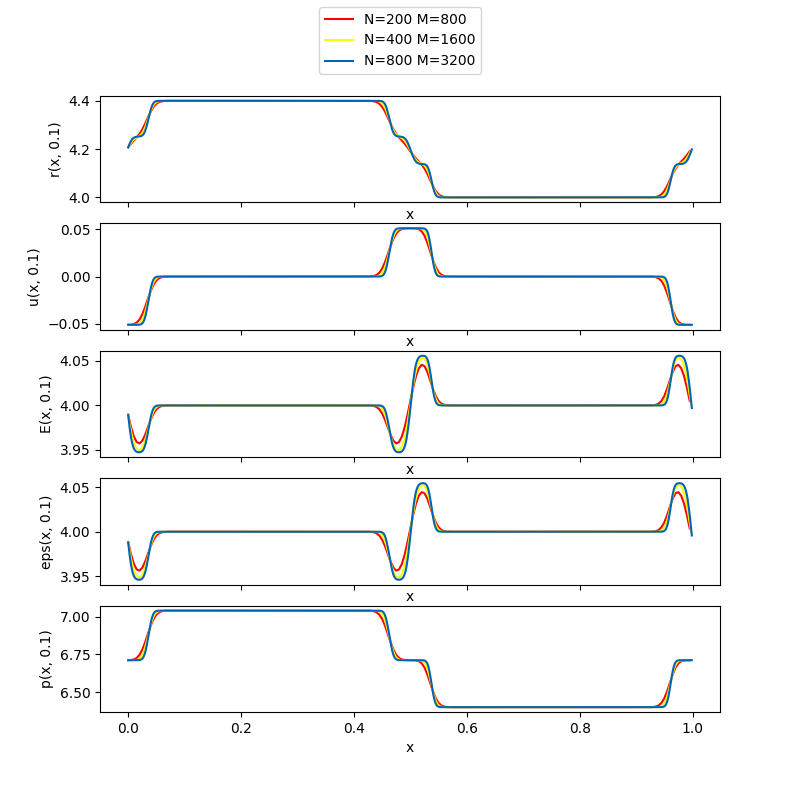 N=200 M=800
N=400 M=1600
N=800 M=3200
4.4
4.2
4.0
r(x, 0.1)
x
0.05
0.00
−0.05
u(x, 0.1)
x
4.05
4.00
3.95
E(x, 0.1)
x
4.05
4.00
3.95
eps(x, 0.1)
x
7.00
6.75
6.50
p(x, 0.1)
0.0 0.2 0.4 0.6 0.8 1.0
x